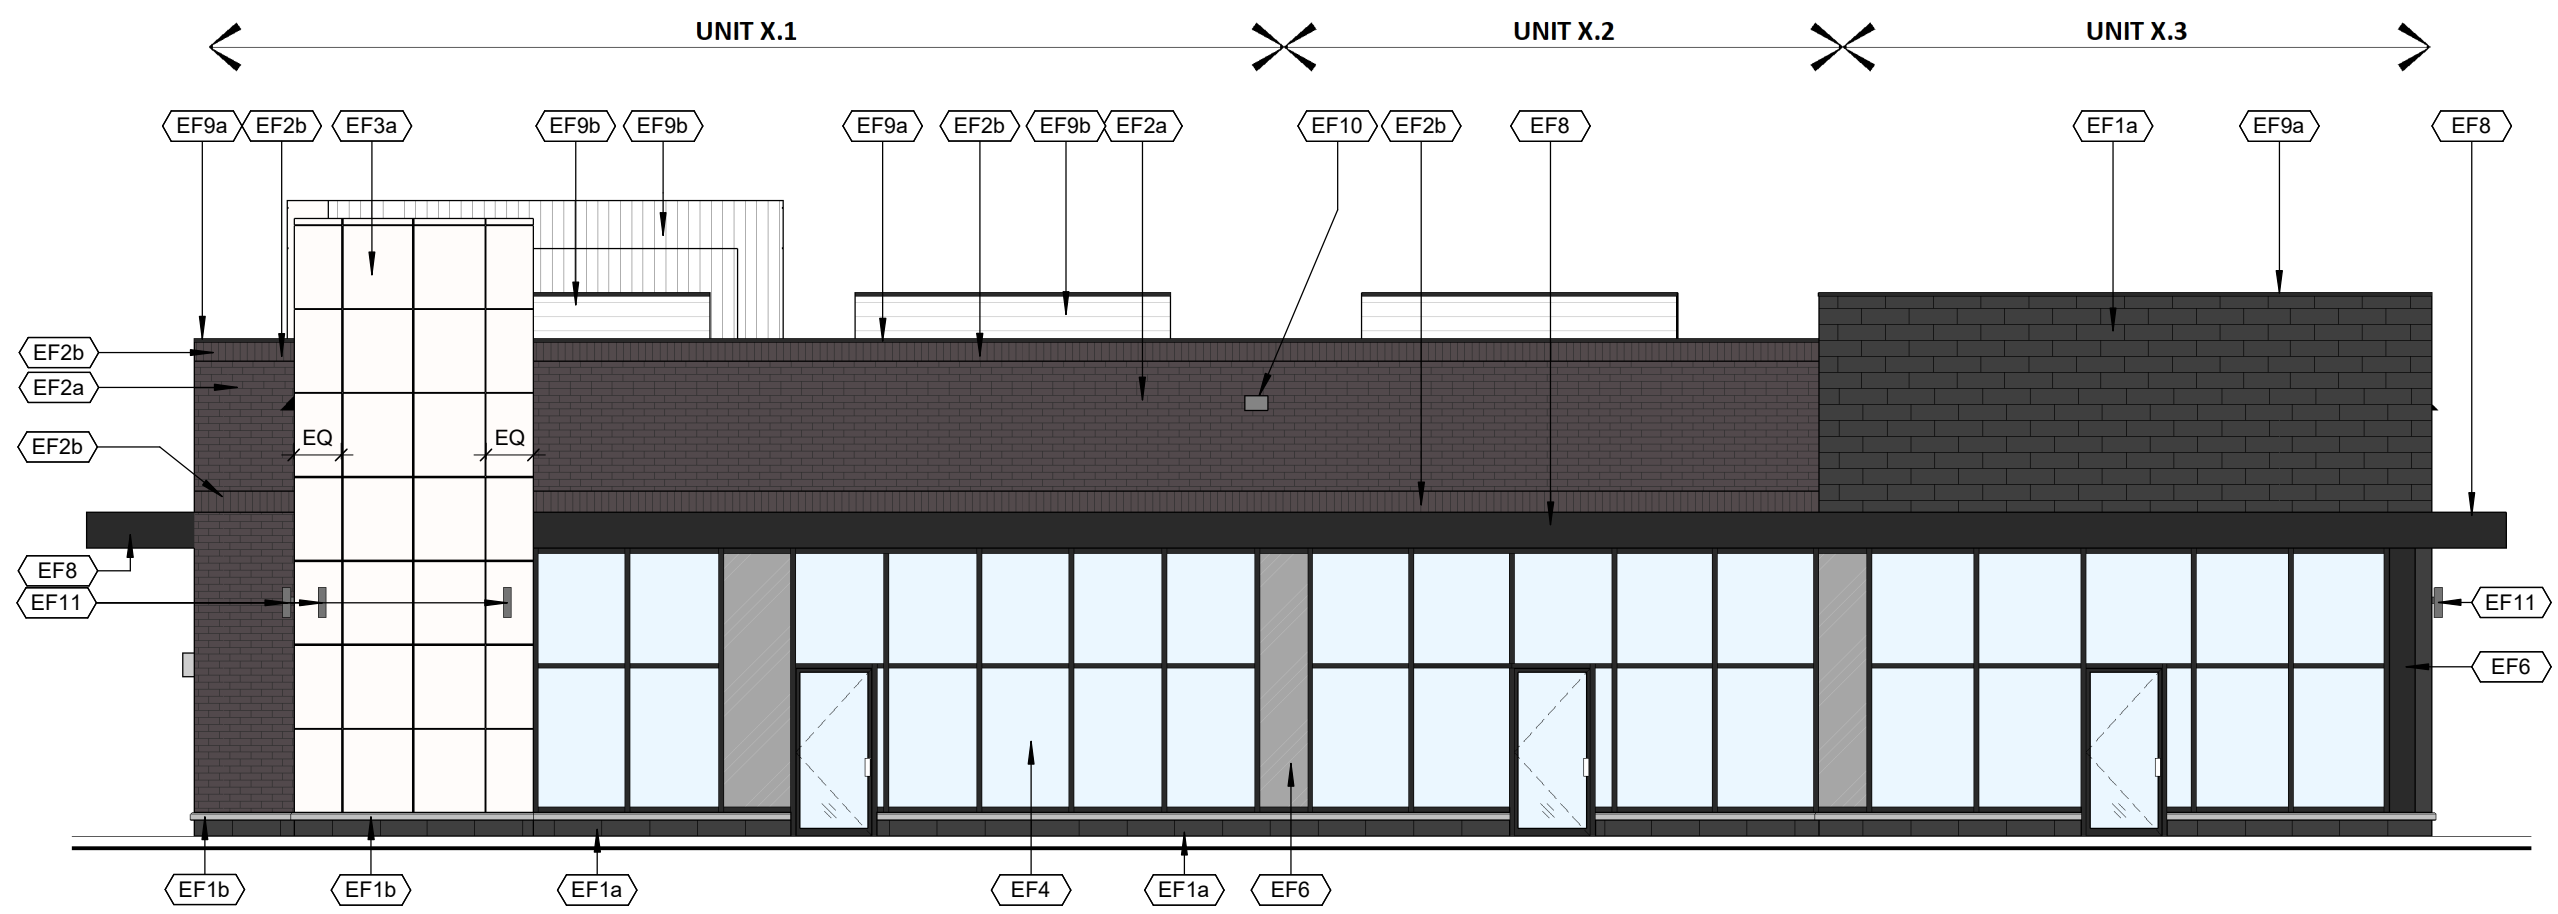 UNIT X.1 UNIT X.2 UNIT X.3
EF9a EF2b EF3a EF9b EF9b EF9a EF2b EF9b EF2a EF10 EF2b EF8 EF1a EF9a EF8
EF2b
EF2a
EQ EQ
EF2b
EF8
EF11 EF11
EF6
EF1b EF1b EF1a EF4 EF1a EF6